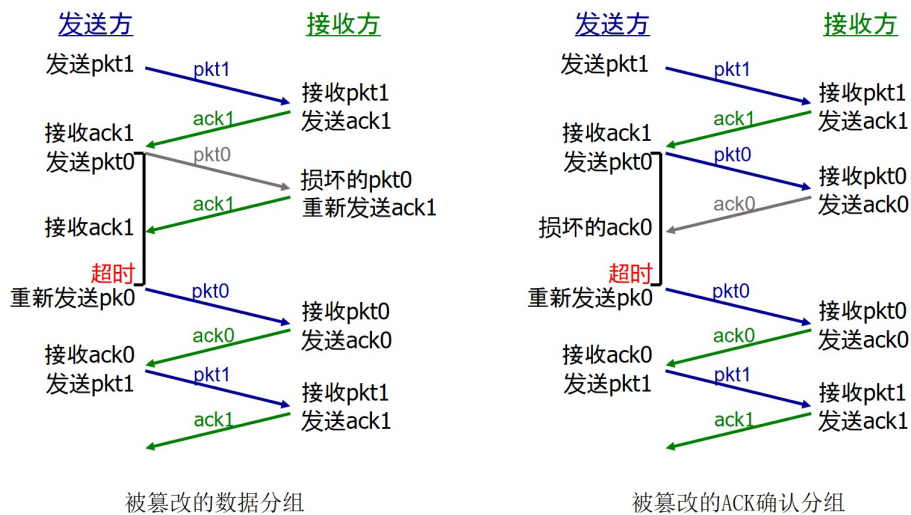 发送方
接收方
发送pkt1
pkt1
接收pkt1
ack1
发送ack1
接收ack1
发送pkt0
pkt0
损坏的pkt0
ack1
重新发送ack1
接收ack1
超时
重新发送pk0
pkt0
接收pkt0
ack0
发送ack0
接收ack0
发送pkt1
pkt1
接收pkt1
ack1
发送ack1
被篡改的数据分组
发送方
接收方
发送pkt1
pkt1
接收pkt1
ack1
发送ack1
接收ack1
发送pkt0
pkt0
接收pkt0
ack0
发送ack0
损坏的ack0
超时
重新发送pk0
pkt0
接收pkt0
ack0
发送ack0
接收ack0
发送pkt1
pkt1
接收pkt1
ack1
发送ack1
被篡改的ACK确认分组